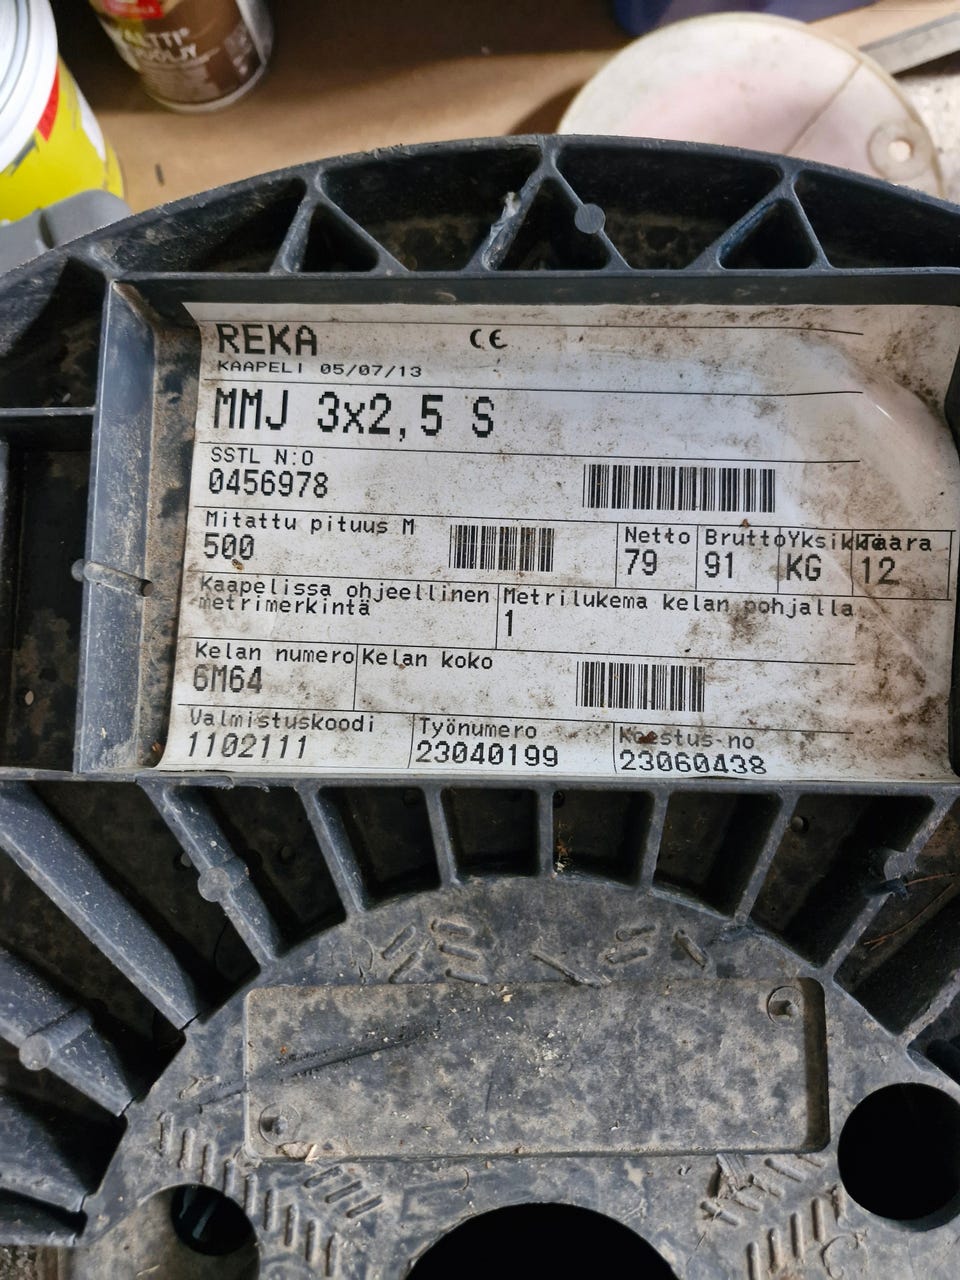 REKA CE
KAAPELI 05/07/13
MMJ 3x2,5 S
SSTL N:O
0456978
Mitattu pituus M Netto Brutto Yksikkö Taara
500 79 91 KG 12
Kaapelissa ohjeellinen
metrimerkintä
Metrilukema kelan pohjalla
1
Kelan numero Kelan koko
6M64
Valmistuskoodi Työnumero Koestus no
1102111 23040199 23060438